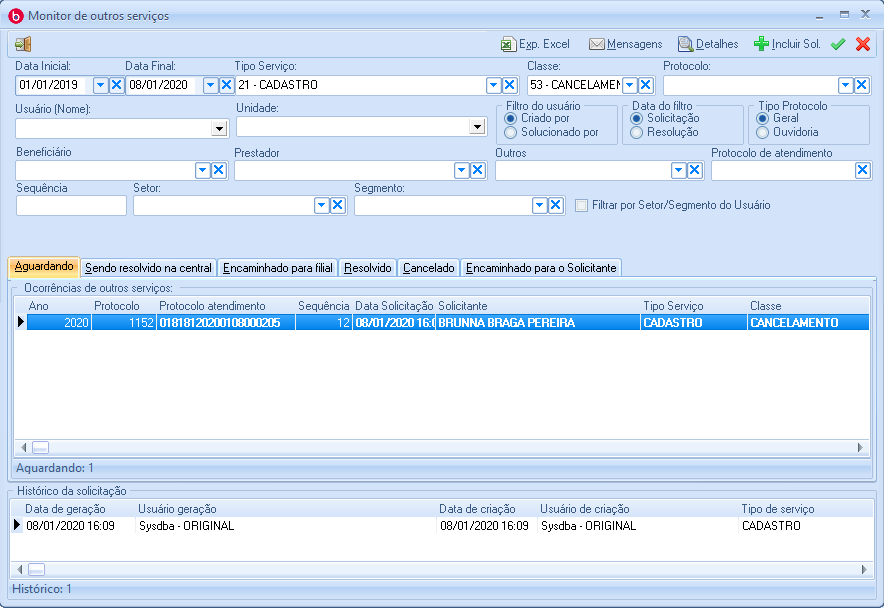 Monitor de outros serviços
Exp. Excel Mensagens Detalhes Incluir Sol.
Data Inicial: Data Final: Tipo Serviço: Classe: Protocolo:
01/01/2019 08/01/2020 21 - CADASTRO 53 - CANCELAMEN
Usuário (Nome): Unidade: Filtro do usuário Data do filtro Tipo Protocolo
Criado por Solicitação Geral
Solucionado por Resolução Ouvidoria
Beneficiário Prestador Outros Protocolo de atendimento
Sequência Setor: Segmento:
Filtrar por Setor/Segmento do Usuário
Aguardando Sendo resolvido na central Encaminhado para filial Resolvido Cancelado Encaminhado para o Solicitante
Ocorrências de outros serviços:
Ano Protocolo Protocolo atendimento Sequência Data Solicitação Solicitante Tipo Serviço Classe
2020 1152 01818120200108000205 12 08/01/2020 16:0 BRUNNA BRAGA PEREIRA CADASTRO CANCELAMENTO
Aguardando: 1
Histórico da solicitação
Data de geração Usuário geração Data de criação Usuário de criação Tipo de serviço
08/01/2020 16:09 Sysdba - ORIGINAL 08/01/2020 16:09 Sysdba - ORIGINAL CADASTRO
Histórico: 1